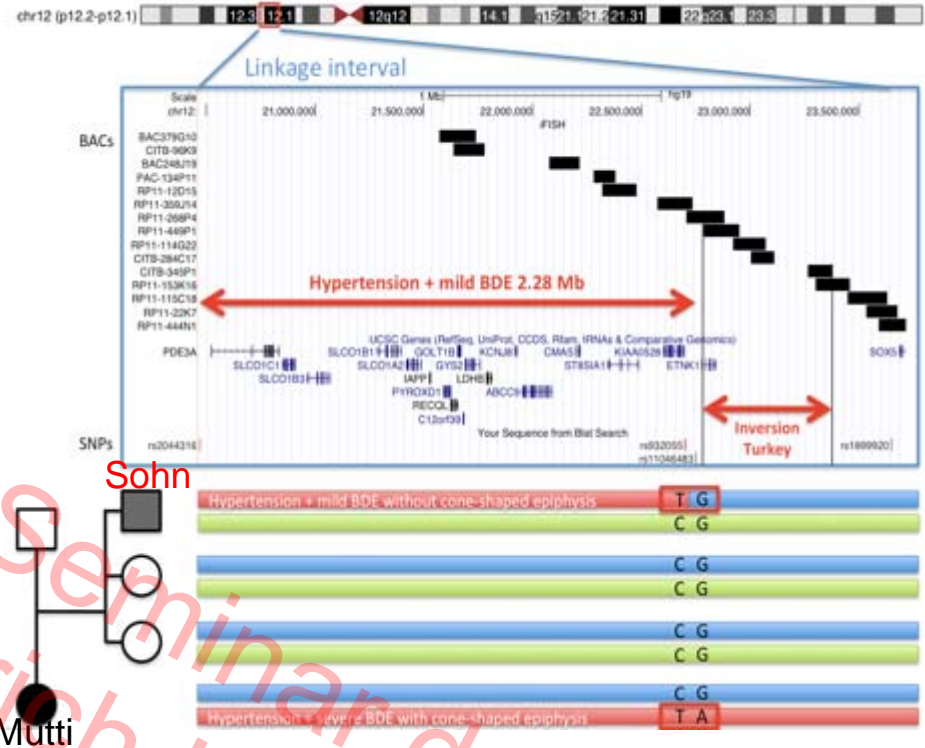 chr12 (p12.2-p12.1) 12.3 12.1 12q12 14.1 21.31 23.3
Linkage interval
Scale 1 Mb hg19
chr12: 21,000,000 21,500,000 22,000,000 22,500,000 23,000,000 23,500,000
iFISH
BACs
BAC379G10
CITB-96K9
BAC248J19
PAC-134P11
RP11-12D15
RP11-359J14
RP11-268P4
RP11-449P1
RP11-114G22
CITB-284C17
CITB-345P1
RP11-153K16
RP11-115C18
RP11-22K7
RP11-444N1
Hypertension + mild BDE 2.28 Mb
UCSC Genes (RefSeq, UniProt, CCDS, Rfam, tRNAs & Comparative Genomics)
PDE3A SLCO1B1 GOLT1B KCNJ8 CMAS KIAA0528 SOX5
SLCO1C1 SLCO1A2 GYS2 ST8SIA1 ETNK1
SLCO1B3 IAPP LDHB
PYROXD1 ABCC9
RECQL
C12orf39
Inversion
Turkey
Your Sequence from Blat Search
SNPs rs2044316 rs932055 rs1899920
rs11046483
Sohn
Hypertension + mild BDE without cone-shaped epiphysis T G
C G
C G
C G
C G
C G
C G
Hypertension + severe BDE with cone-shaped epiphysis T A
Mutti